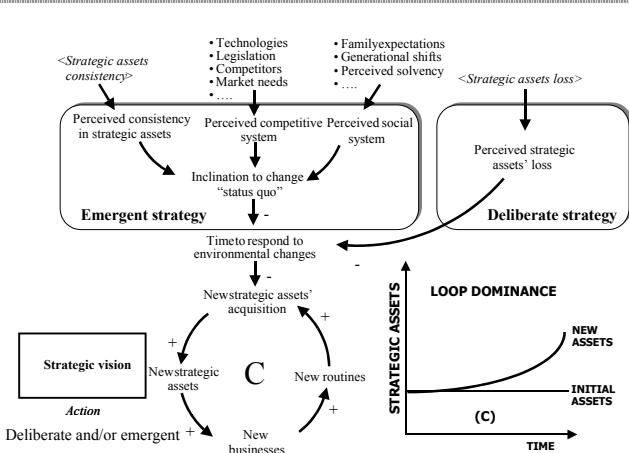 <Strategic assets
consistency>
• Technologies
• Legislation
• Competitors
• Market needs
• ….
• Familyexpectations
• Generational shifts
• Perceived solvency
• ….
<Strategic assets loss>
Perceived consistency
in strategic assets
Perceived competitive
system
Perceived social
system
Perceived strategic
assets’ loss
Inclination to change
“status quo”
Emergent strategy
-
Deliberate strategy
Timeto respond to
environmental changes
-
-
-
Newstrategic assets’
acquisition
+
+
Strategic vision
Newstrategic
assets
C
New routines
Action
Deliberate and/or emergent
+
+
New
businesses
LOOP DOMINANCE
STRATEGIC ASSETS
NEW
ASSETS
INITIAL
ASSETS
(C)
TIME